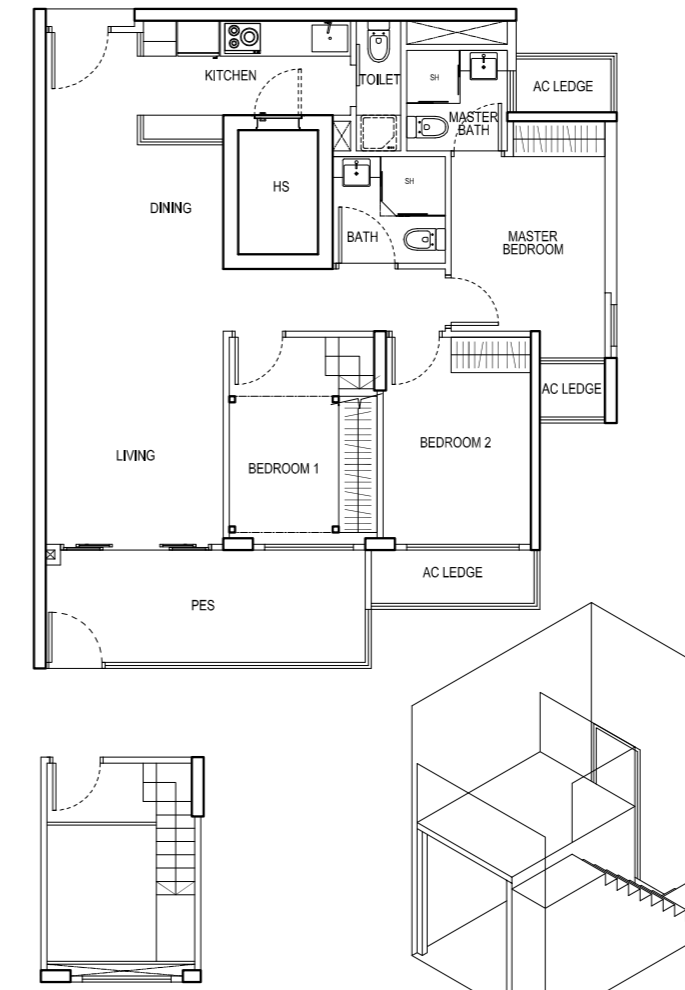 KITCHEN
TOILET
SH
AC LEDGE
MASTER
BATH
HS
DINING
SH
BATH
MASTER
BEDROOM
AC LEDGE
BEDROOM 2
LIVING
BEDROOM 1
AC LEDGE
PES